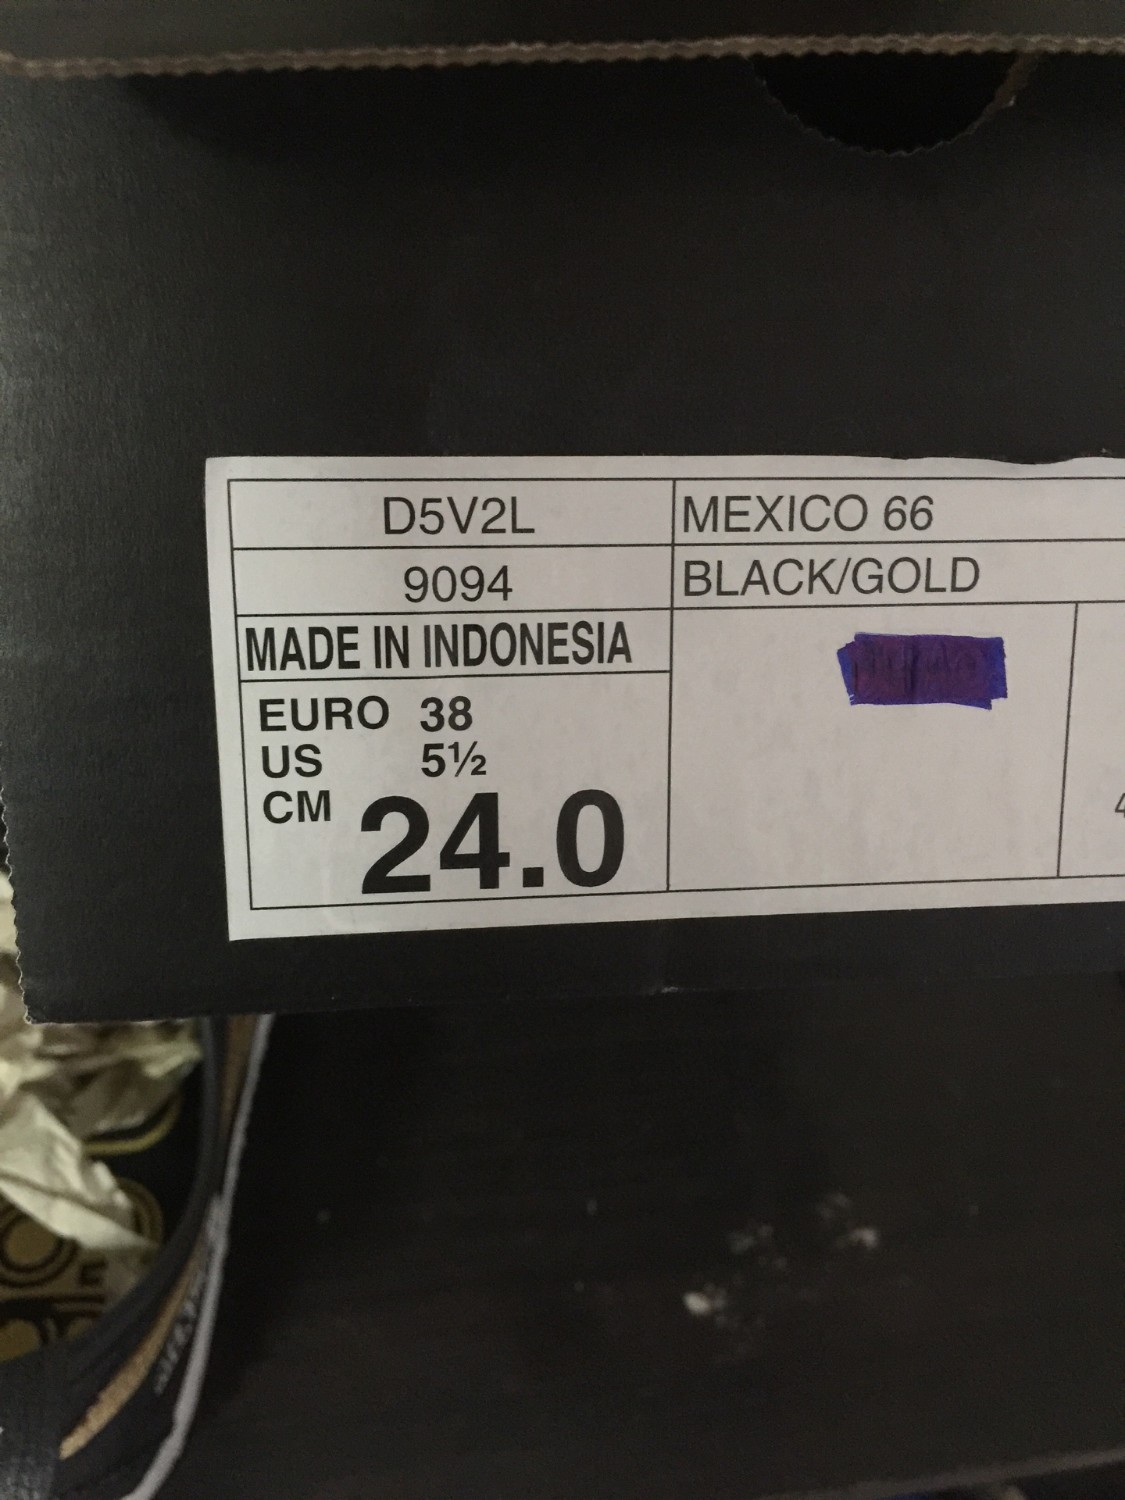 D5V2L
MEXICO 66
9094
BLACK/GOLD
MADE IN INDONESIA
EURO 38
US 5½
CM 24.0